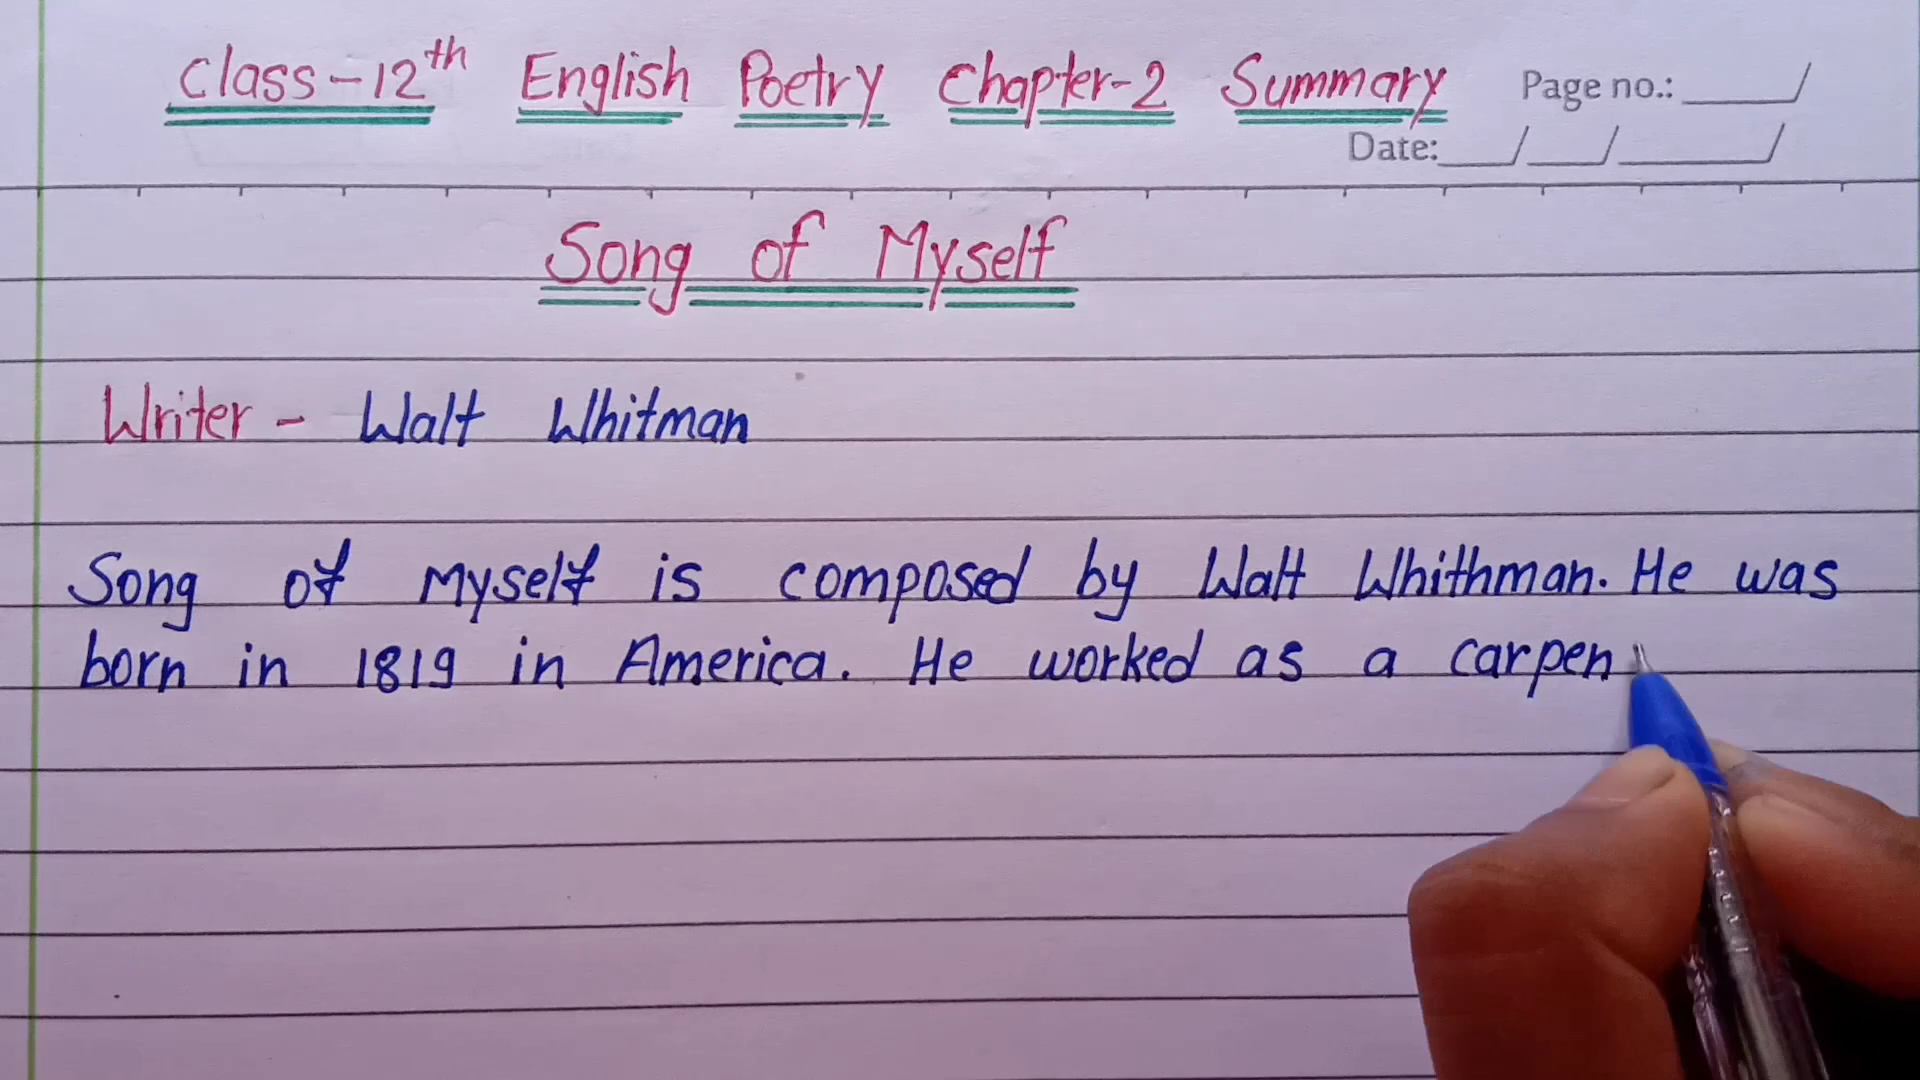 Class-12th English Poetry Chapter-2 Summary
Page no.:
Date:
Song of Myself
Writer - Walt Whitman
Song of Myself is composed by Walt Whithman. He was
born in 1819 in America. He worked as a carpen